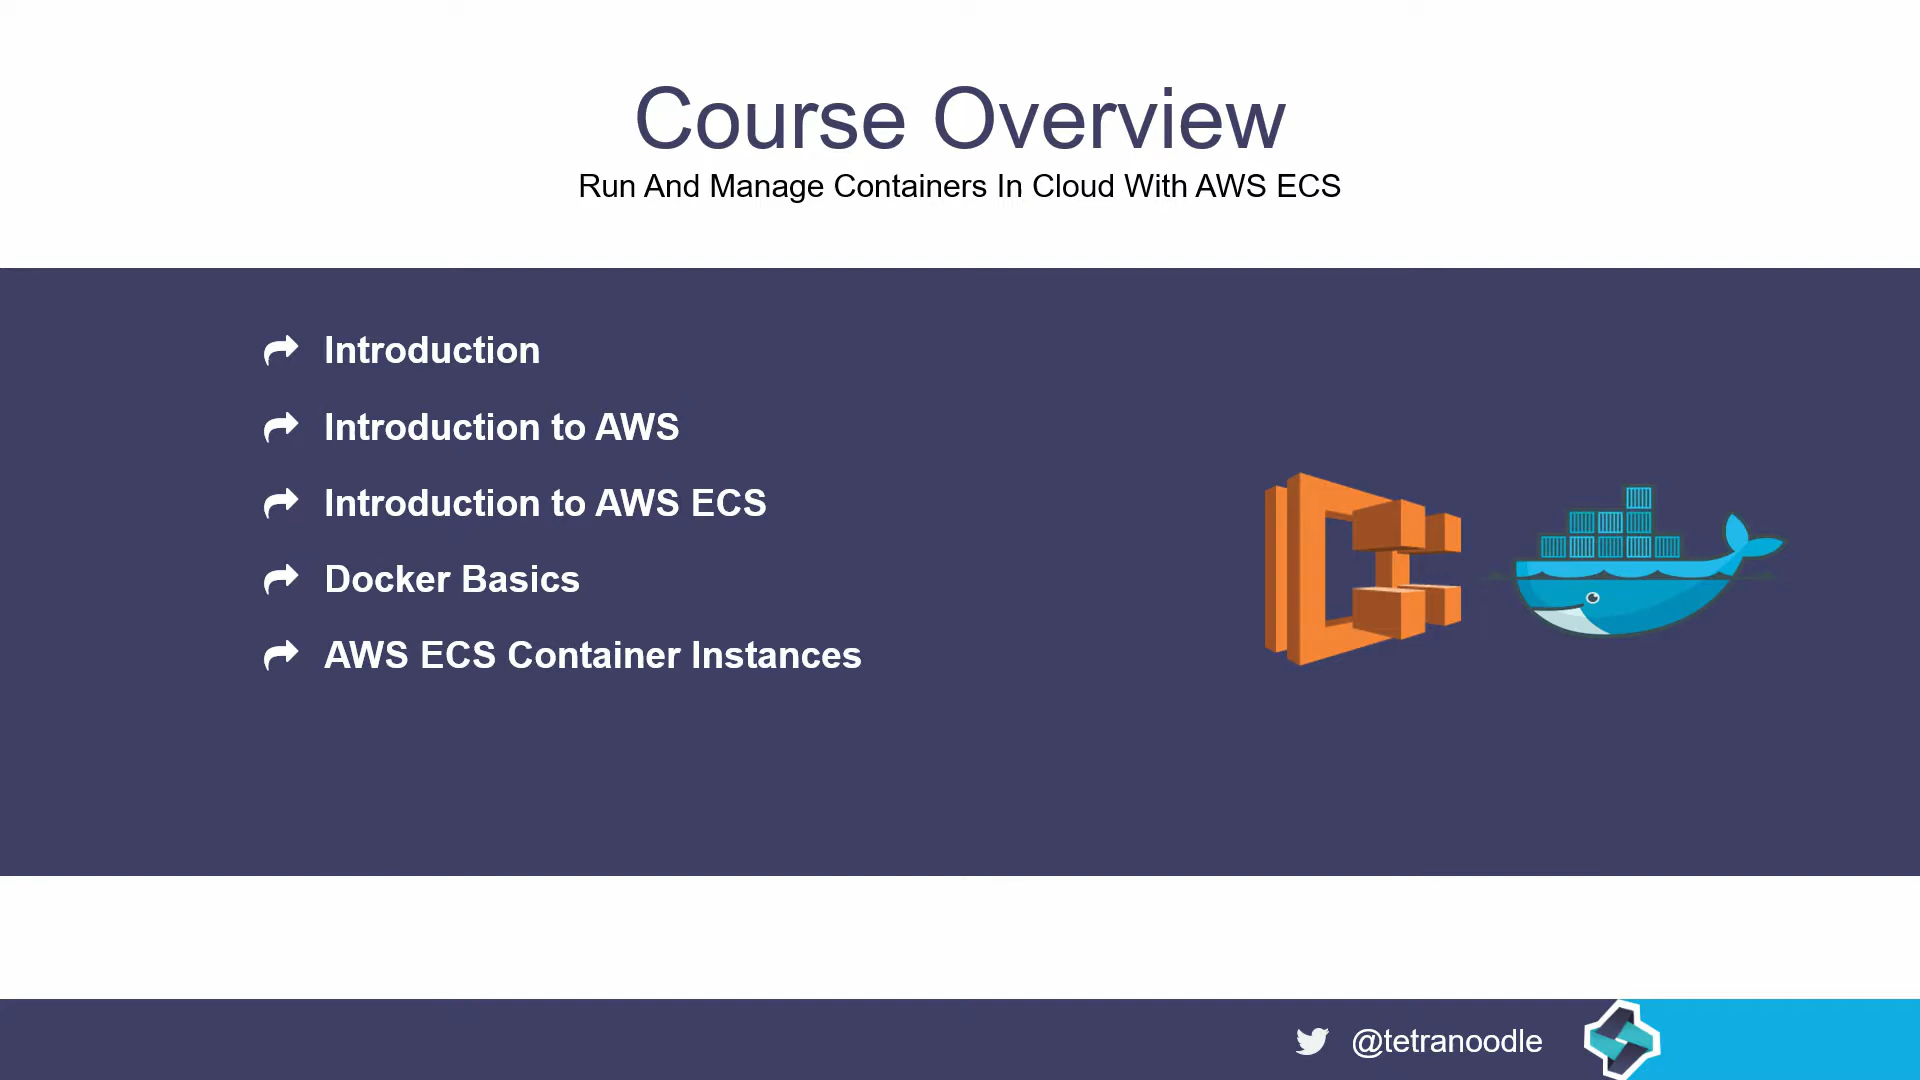 Course Overview
Run And Manage Containers In Cloud With AWS ECS
Introduction
Introduction to AWS
Introduction to AWS ECS
Docker Basics
AWS ECS Container Instances
@tetranoodle